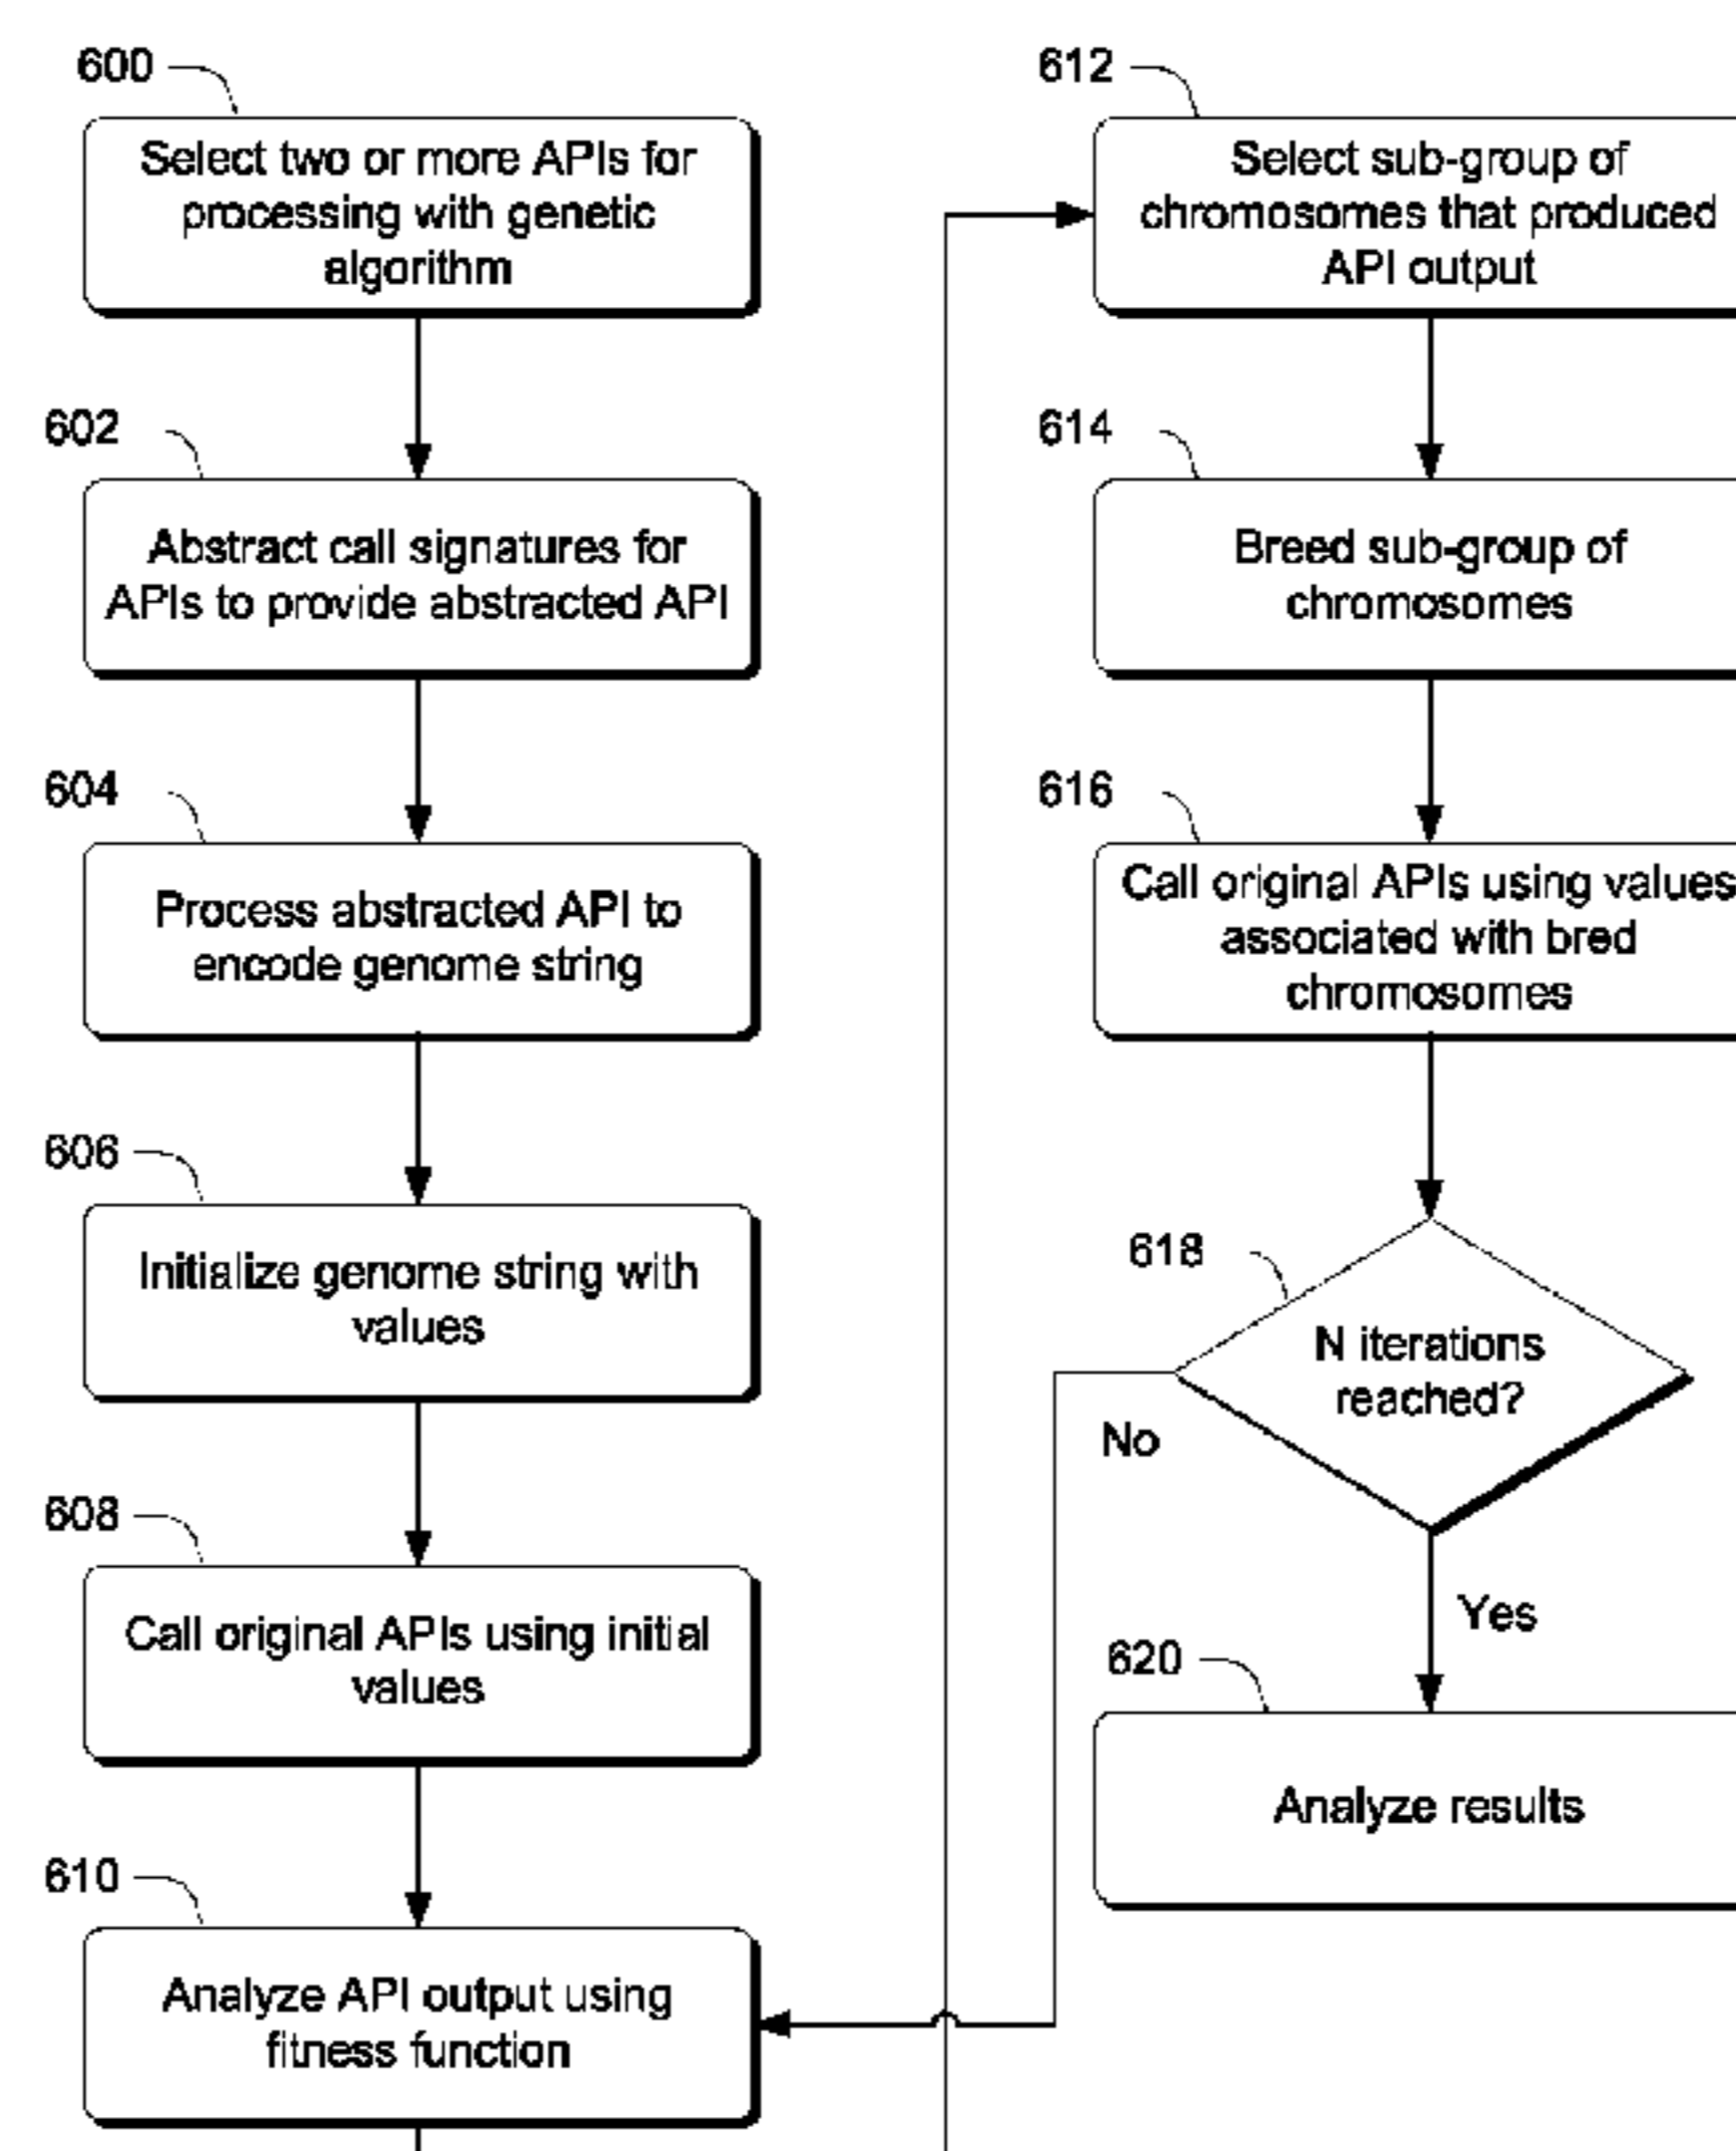 600
Select two or more APIs for
processing with genetic
algorithm
602
Abstract call signatures for
APIs to provide abstracted API
604
Process abstracted API to
encode genome string
606
Initialize genome string with
values
608
Call original APIs using initial
values
610
Analyze API output using
fitness function
612
Select sub-group of
chromosomes that produced
API output
614
Breed sub-group of
chromosomes
616
Call original APIs using values
associated with bred
chromosomes
618
N iterations
reached?
No
Yes
620
Analyze results